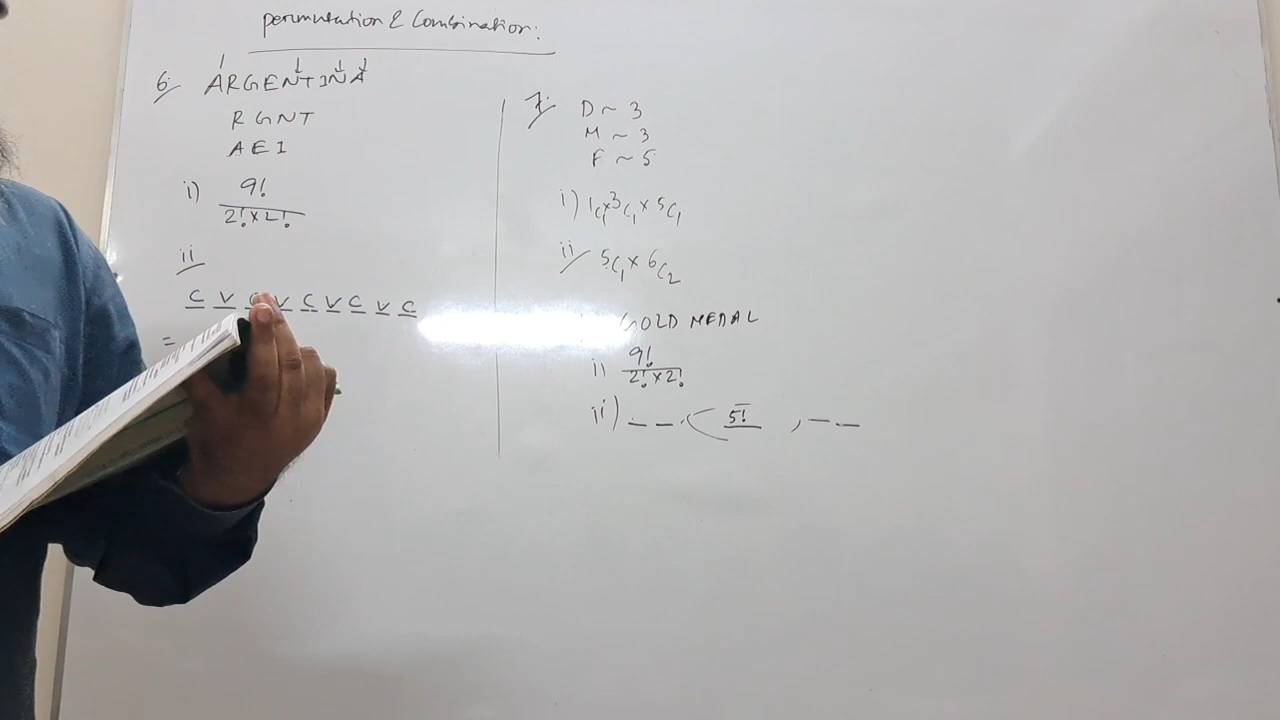 permutation & Combination:
6. ARGENTINA
RGNT
AEI
i) 9! / 2! x 2!
ii
C V C V C V C V C
=
7. D ~ 3
M ~ 3
F ~ 5
i) 1C1 x 3C1 x 5C1
ii 5C1 x 6C2
GOLD MEDAL
i) 9! / 2! x 2!
ii) _ _ . ( 5! , _ _